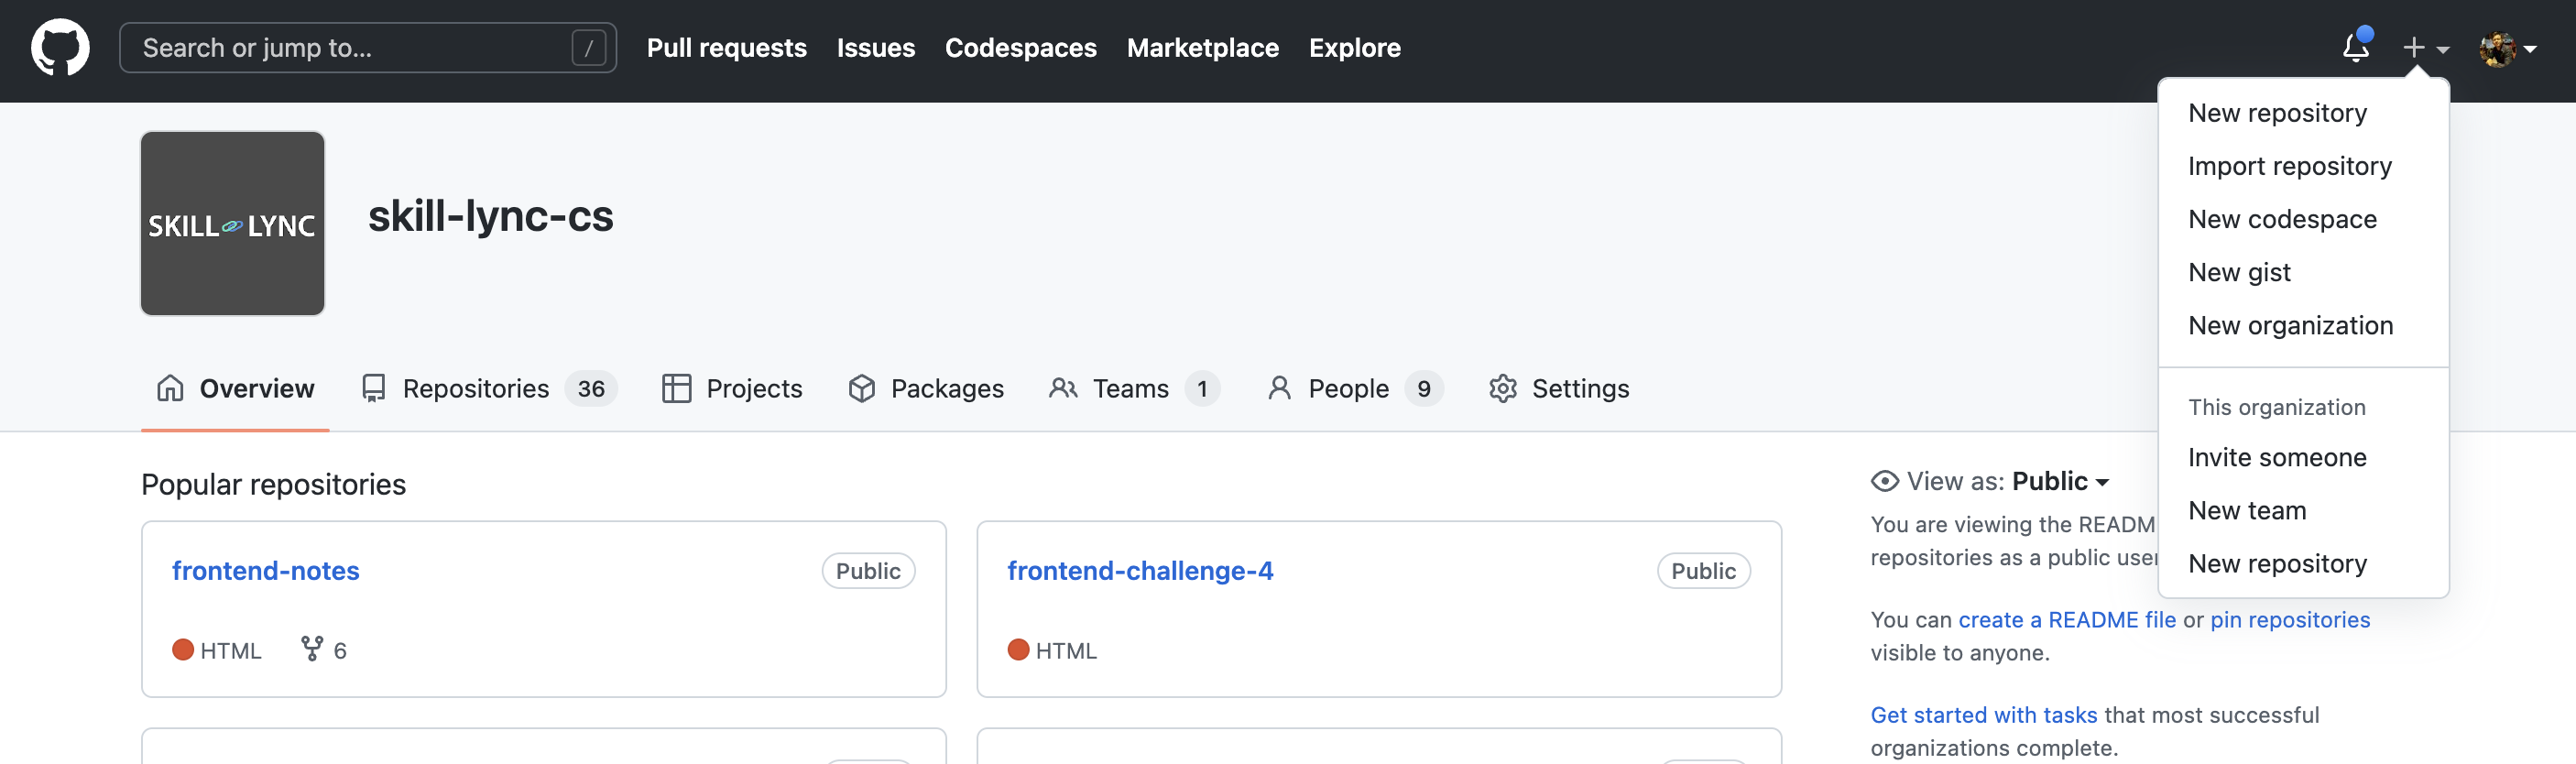 Search or jump to... /
Pull requests Issues Codespaces Marketplace Explore
SKILL LYNC
skill-lync-cs
Overview Repositories 36 Projects Packages Teams 1 People 9 Settings
New repository
Import repository
New codespace
New gist
New organization
This organization
Invite someone
New team
New repository
Popular repositories
frontend-notes Public
HTML 6
frontend-challenge-4 Public
HTML
View as: Public
You are viewing the READM
repositories as a public user
You can create a README file or pin repositories
visible to anyone.
Get started with tasks that most successful
organizations complete.